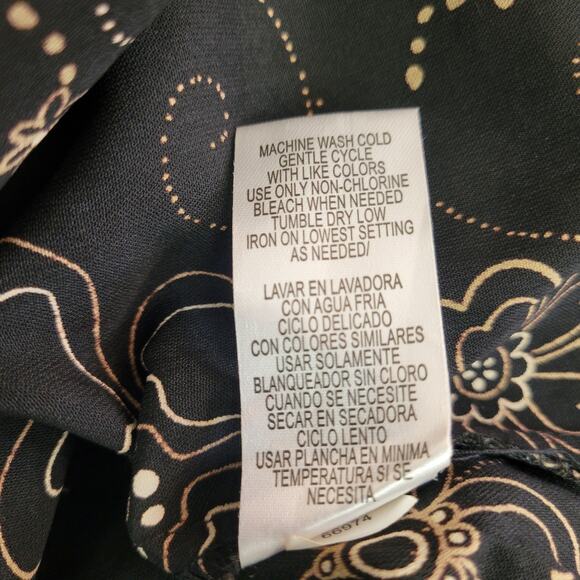 MACHINE WASH COLD
GENTLE CYCLE
WITH LIKE COLORS
USE ONLY NON-CHLORINE
BLEACH WHEN NEEDED
TUMBLE DRY LOW
IRON ON LOWEST SETTING
AS NEEDED/
LAVAR EN LAVADORA
CON AGUA FRIA
CICLO DELICADO
CON COLORES SIMILARES
USAR SOLAMENTE
BLANQUEADOR SIN CLORO
CUANDO SE NECESITE
SECAR EN SECADORA
CICLO LENTO
USAR PLANCHA EN MINIMA
TEMPERATURA SI SE
NECESITA
66974